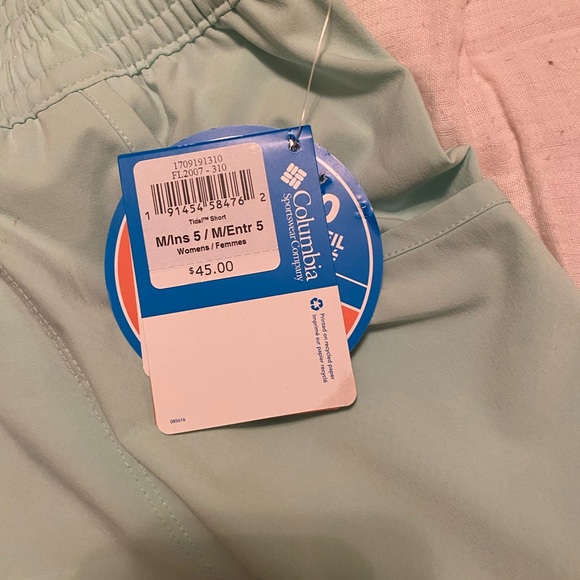 1709191310
FL2007 - 310
1 91454 58476 2
Tidal™ Short
M/Ins 5 / M/Entr 5
Womens / Femmes
$45.00
Columbia
Sportswear Company
Printed on recycled paper
Imprimé sur papier recyclé
085616